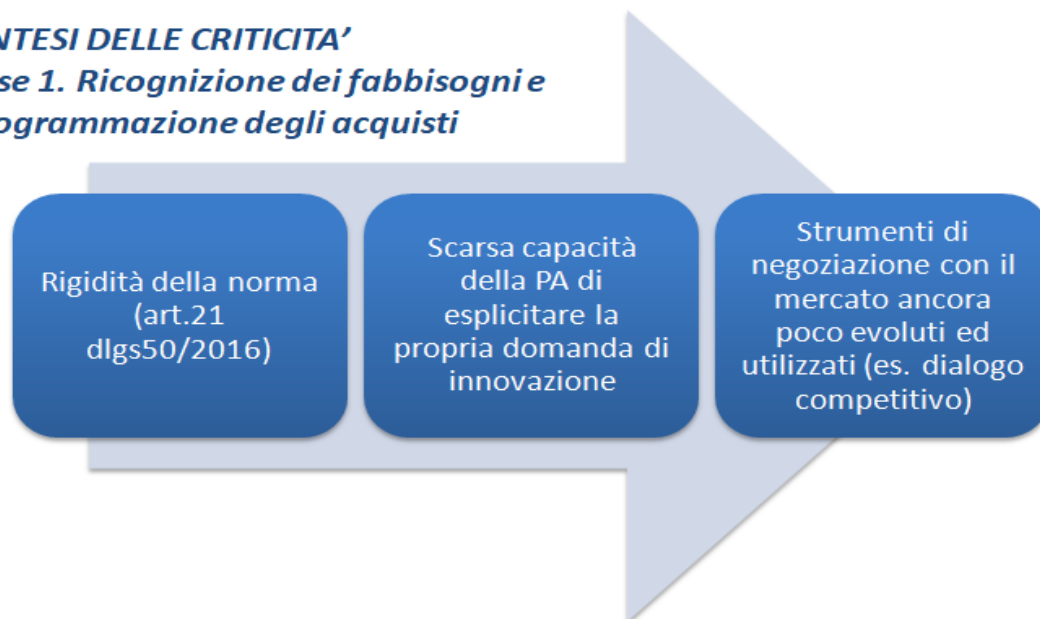 NTESI DELLE CRITICITA’
se 1. Ricognizione dei fabbisogni e
ogrammazione degli acquisti
Rigidità della norma
(art.21
dlgs50/2016)
Scarsa capacità
della PA di
esplicitare la
propria domanda di
innovazione
Strumenti di
negoziazione con il
mercato ancora
poco evoluti ed
utilizzati (es. dialogo
competitivo)